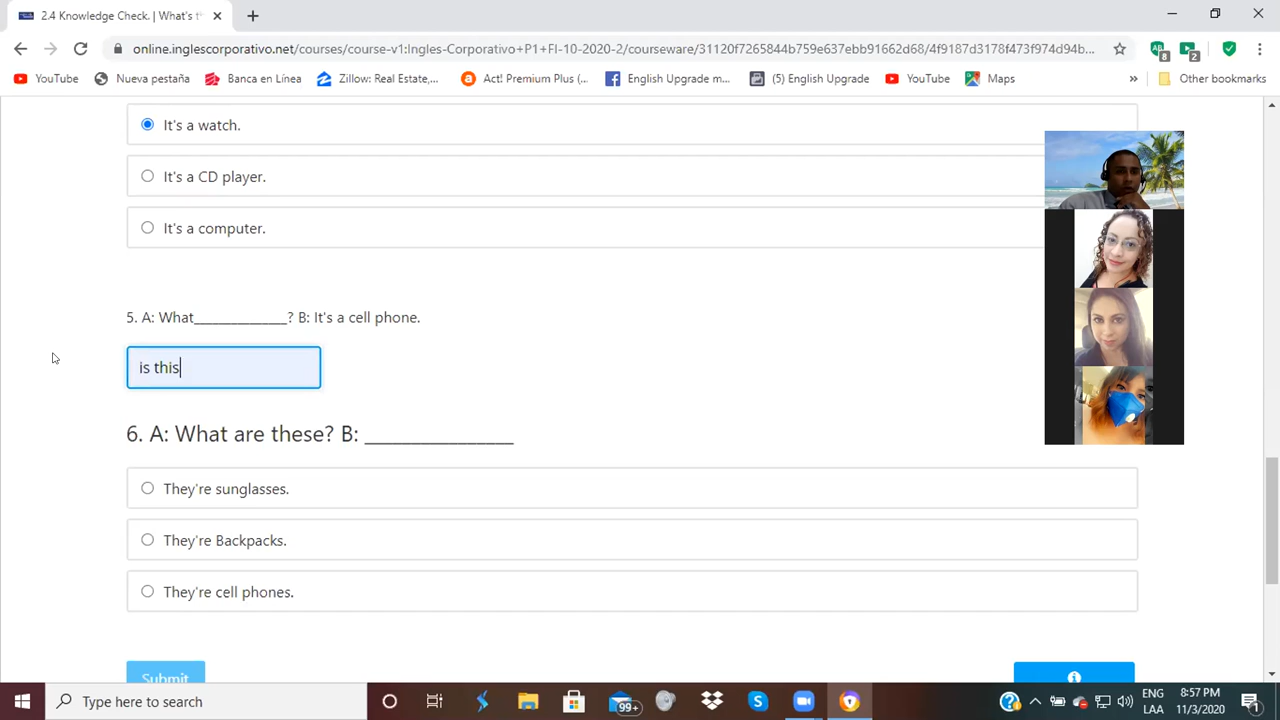 2.4 Knowledge Check. | What's t
online.inglescorporativo.net/courses/course-v1:Ingles-Corporativo+P1+FI-10-2020-2/courseware/31120f7265844b759e637ebb91662d68/4f9187d3178f473f974d94b...
8
2
YouTube
Nueva pestaña
Banca en Línea
Zillow: Real Estate,...
Act! Premium Plus (...
English Upgrade m...
(5) English Upgrade
YouTube
Maps
»
Other bookmarks
It's a watch.
It's a CD player.
It's a computer.
5. A: What______________? B: It's a cell phone.
is this
6. A: What are these? B: _______________
They're sunglasses.
They're Backpacks.
They're cell phones.
Submit
Type here to search
99+
ENG
LAA
8:57 PM
11/3/2020
1